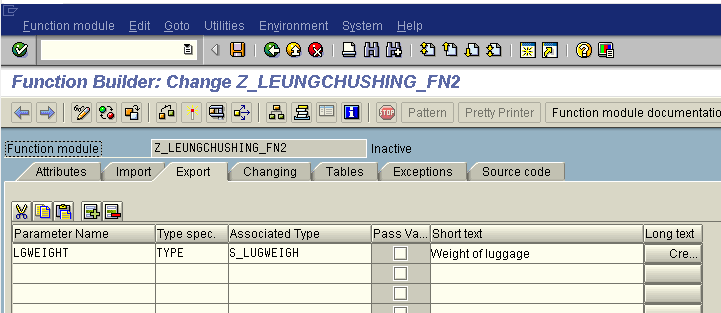 Function module Edit Goto Utilities Environment System Help
Function Builder: Change Z_LEUNGCHUSHING_FN2
STOP Pattern Pretty Printer Function module documentatio
Function module Z_LEUNGCHUSHING_FN2 Inactive
Attributes Import Export Changing Tables Exceptions Source code
Parameter Name Type spec. Associated Type Pass Va... Short text Long text
LGWEIGHT TYPE S_LUGWEIGH Weight of luggage Cre...